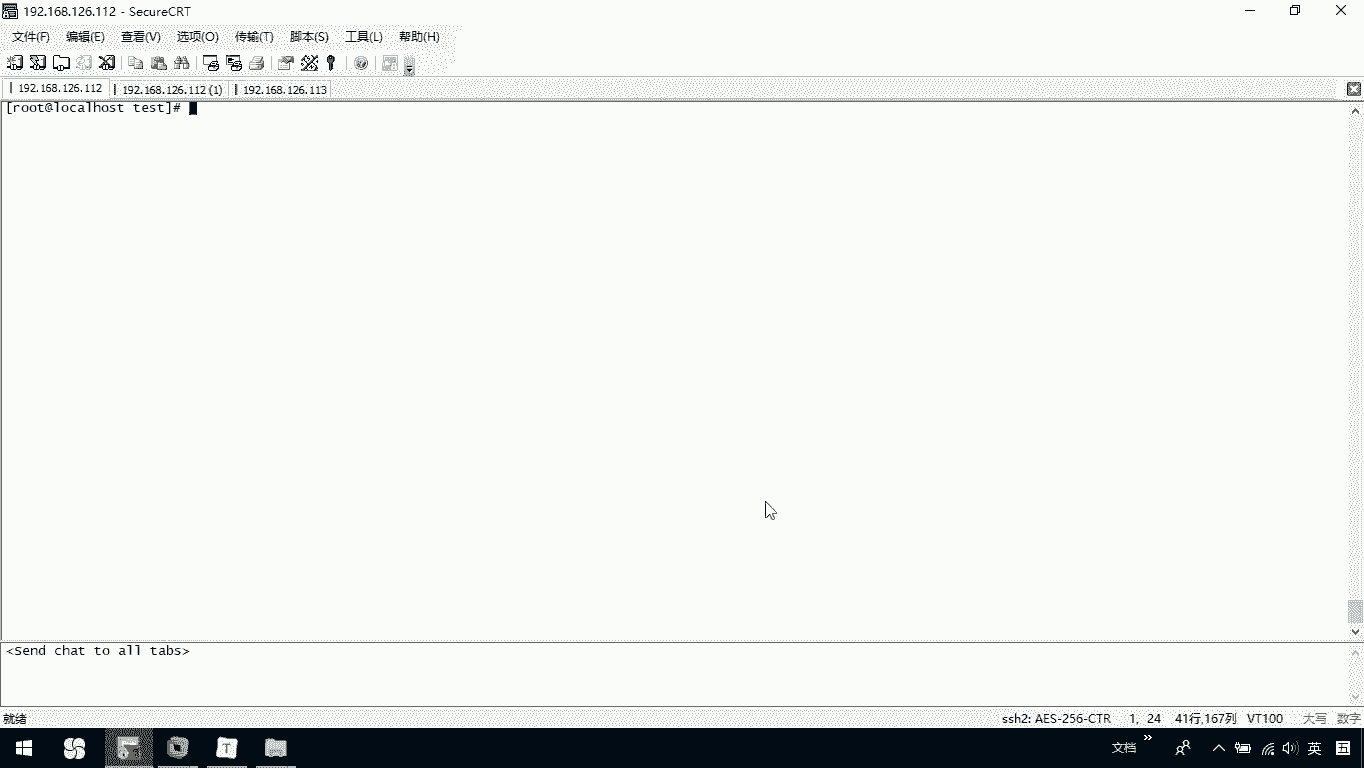 192.168.126.112 - SecureCRT
文件(F) 编辑(E) 查看(V) 选项(O) 传输(T) 脚本(S) 工具(L) 帮助(H)
192.168.126.112 192.168.126.112 (1) 192.168.126.113
[root@localhost test]#
<Send chat to all tabs>
就绪 ssh2: AES-256-CTR 1, 24 41行,167列 VT100 大写 数字
T 文档 » 英 五